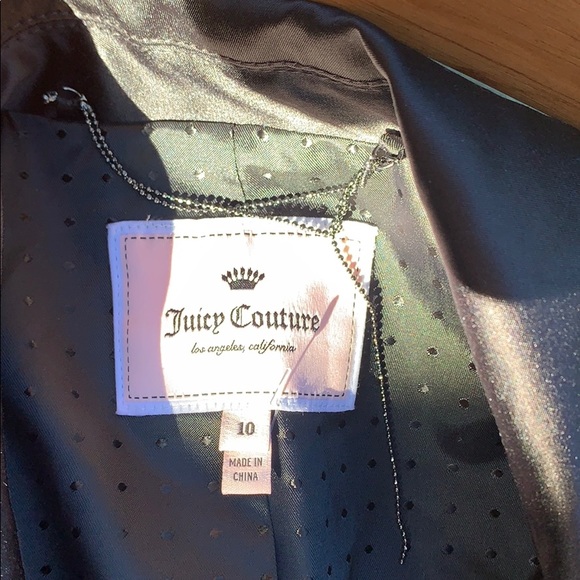 Juicy Couture
los angeles, california
10
MADE IN
CHINA